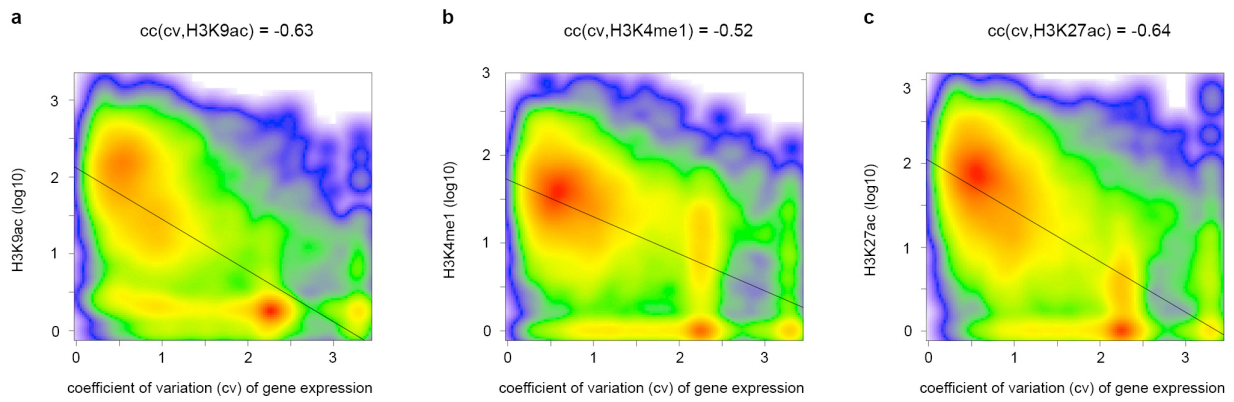 a
cc(cv,H3K9ac) = -0.63
H3K9ac (log10)
3
2
1
0
0 1 2 3
coefficient of variation (cv) of gene expression
b
cc(cv,H3K4me1) = -0.52
H3K4me1 (log10)
3
2
1
0
0 1 2 3
coefficient of variation (cv) of gene expression
c
cc(cv,H3K27ac) = -0.64
H3K27ac (log10)
3
2
1
0
0 1 2 3
coefficient of variation (cv) of gene expression